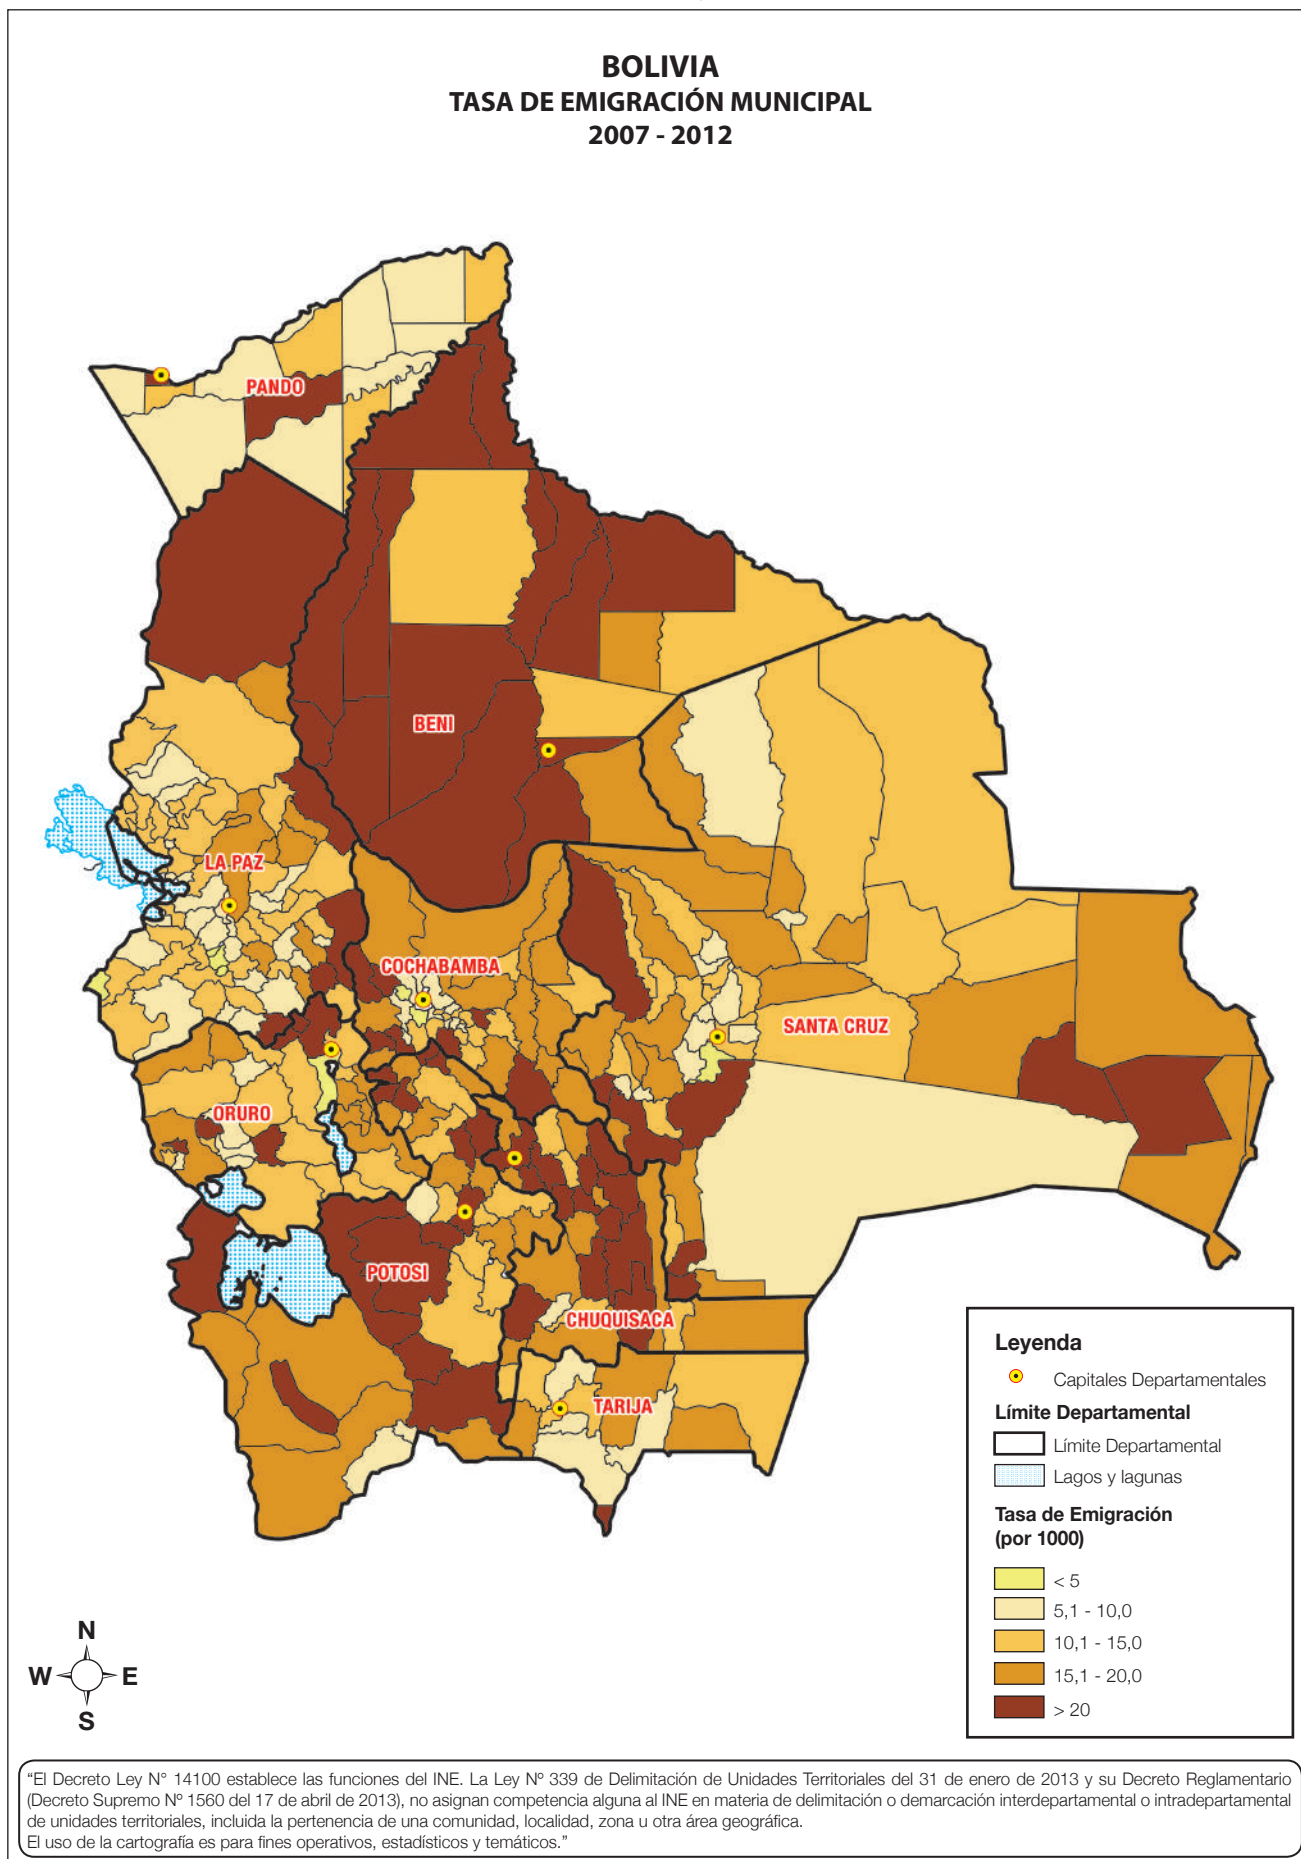 BOLIVIA
TASA DE EMIGRACIÓN MUNICIPAL
2007 - 2012
PANDO
BENI
LA PAZ
COCHABAMBA
SANTA CRUZ
ORURO
POTOSI
CHUQUISACA
TARIJA
Leyenda
Capitales Departamentales
Límite Departamental
Límite Departamental
Lagos y lagunas
Tasa de Emigración
(por 1000)
< 5
5,1 - 10,0
10,1 - 15,0
15,1 - 20,0
> 20
N
W E
S
“El Decreto Ley N° 14100 establece las funciones del INE. La Ley Nº 339 de Delimitación de Unidades Territoriales del 31 de enero de 2013 y su Decreto Reglamentario
(Decreto Supremo Nº 1560 del 17 de abril de 2013), no asignan competencia alguna al INE en materia de delimitación o demarcación interdepartamental o intradepartamental
de unidades territoriales, incluida la pertenencia de una comunidad, localidad, zona u otra área geográfica.
El uso de la cartografía es para fines operativos, estadísticos y temáticos.”